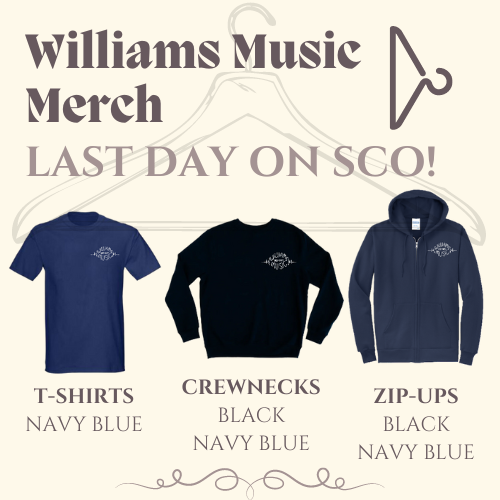 Williams Music
Merch
LAST DAY ON SCO!
T-SHIRTS
NAVY BLUE
CREWNECKS
BLACK
NAVY BLUE
ZIP-UPS
BLACK
NAVY BLUE